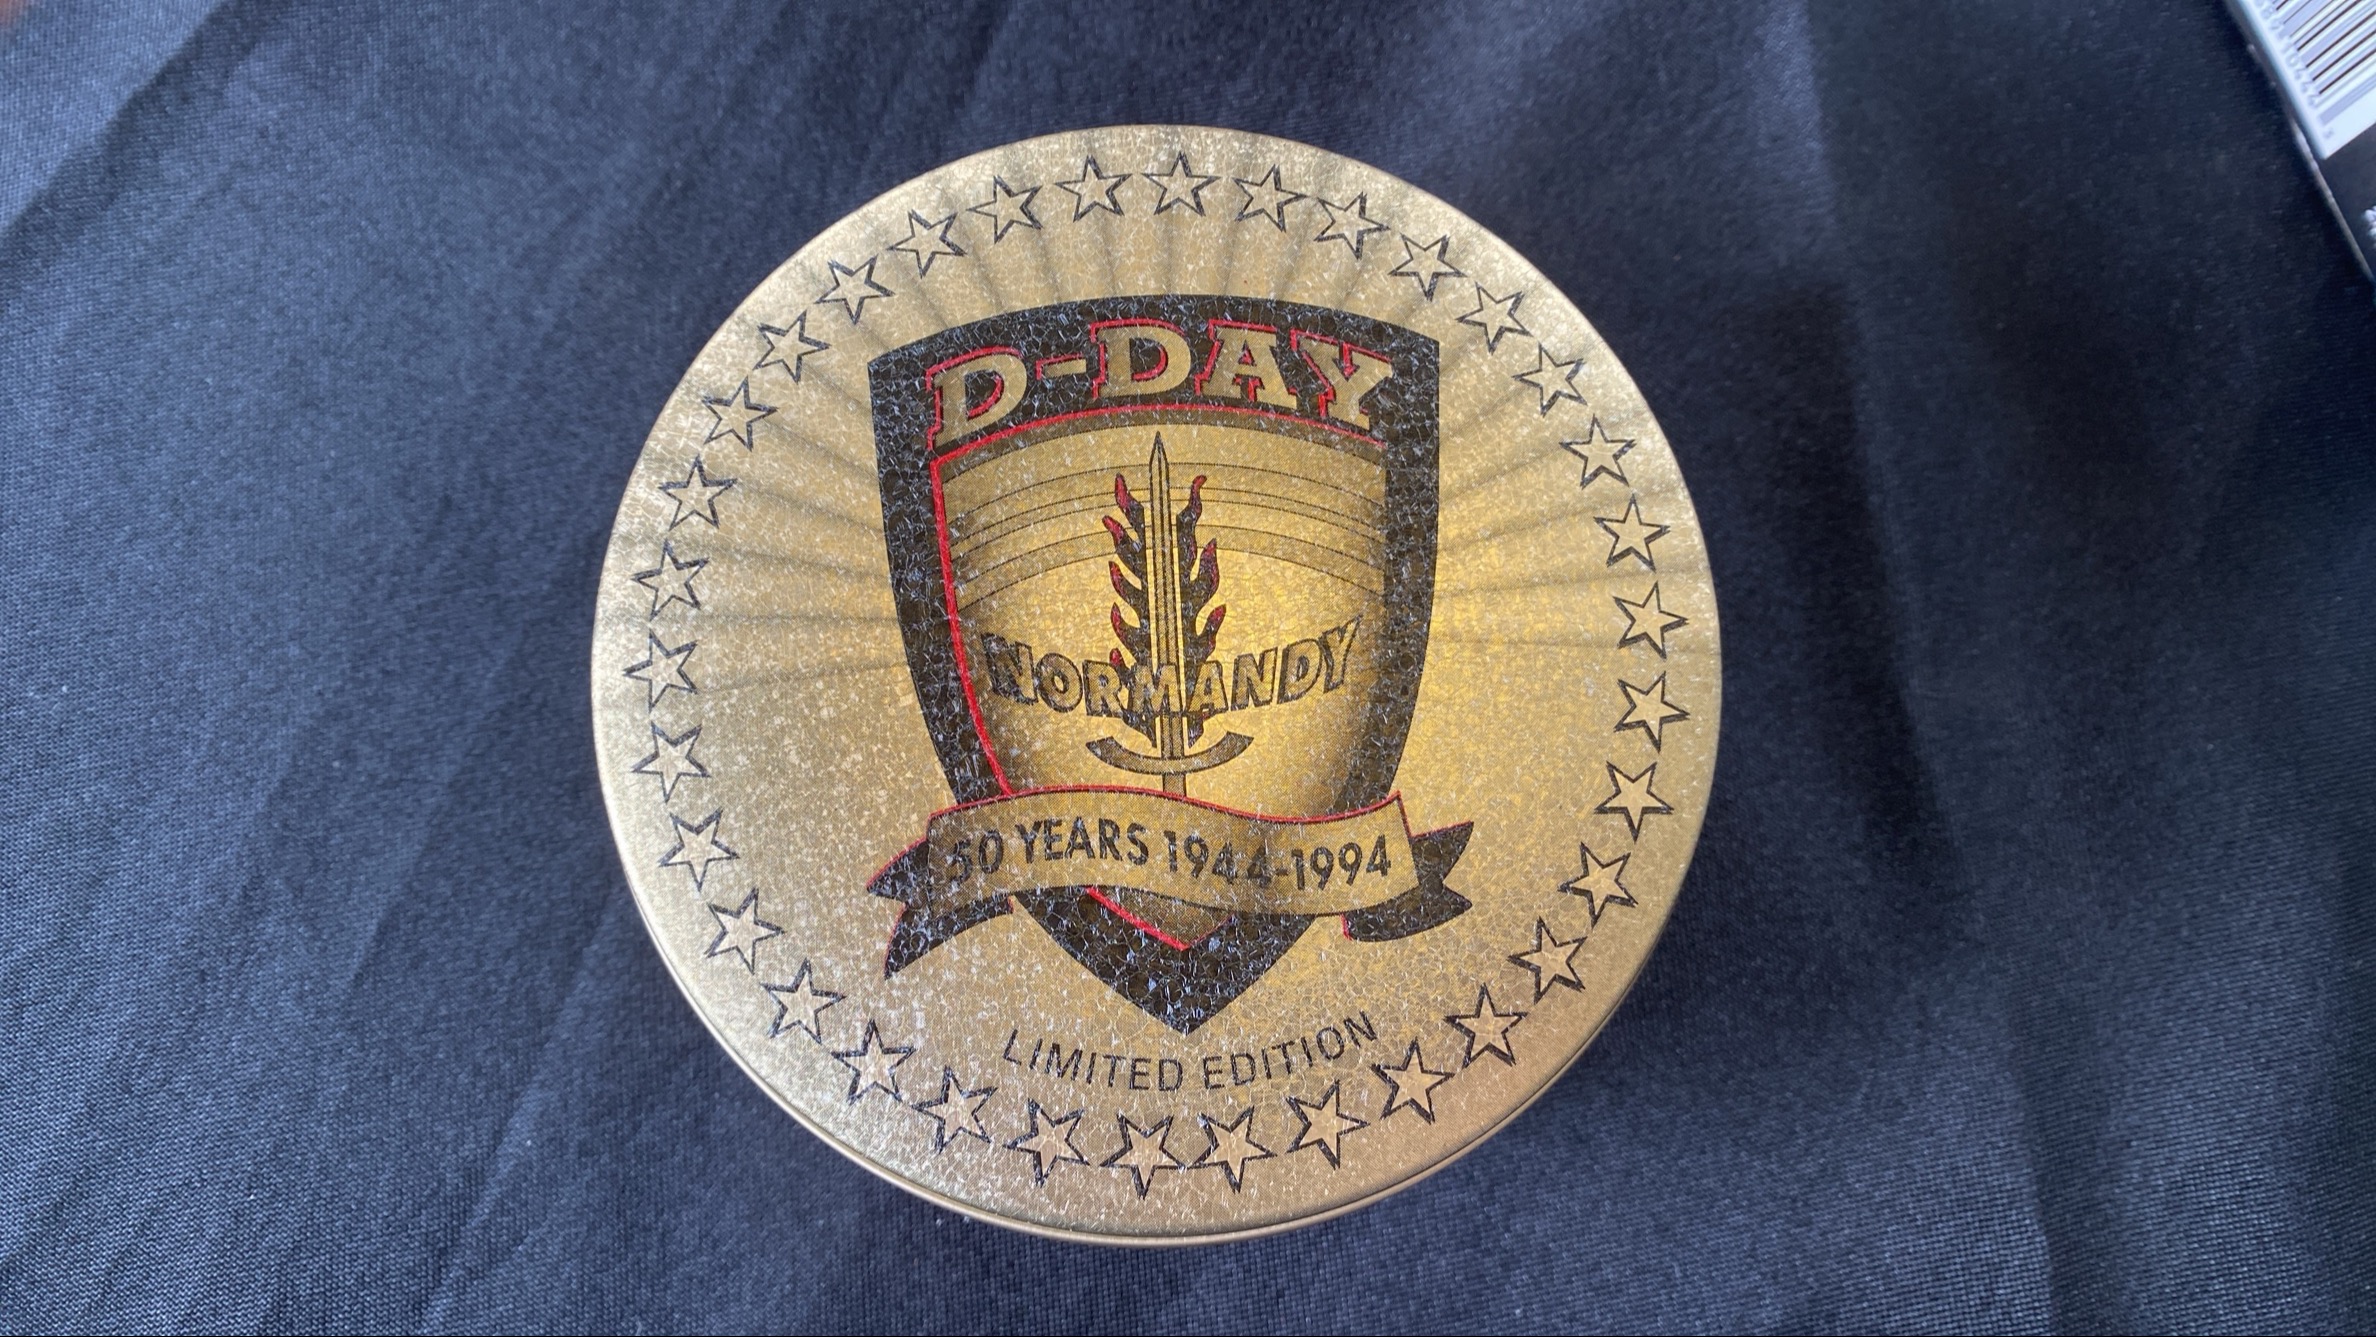 D-DAY
NORMANDY
50 YEARS 1944-1994
LIMITED EDITION